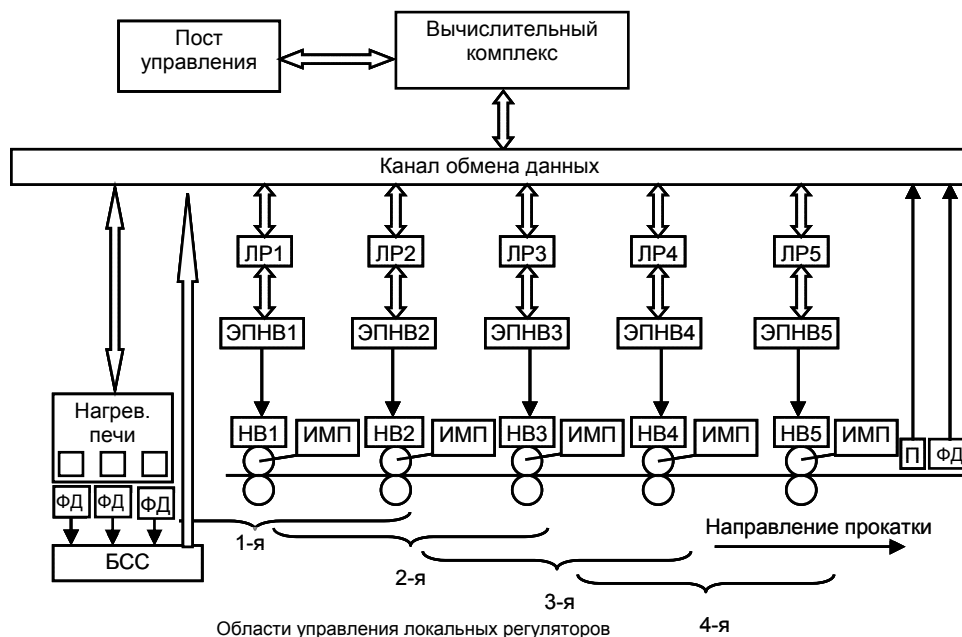 Пост
управления
Вычислительный
комплекс
Канал обмена данных
ЛР1
ЛР2
ЛР3
ЛР4
ЛР5
ЭПНВ1
ЭПНВ2
ЭПНВ3
ЭПНВ4
ЭПНВ5
Нагрев.
печи
НВ1
ИМП
НВ2
ИМП
НВ3
ИМП
НВ4
ИМП
НВ5
ИМП
П
ФД
ФД
ФД
ФД
БСС
Направление прокатки
1-я
2-я
3-я
4-я
Области управления локальных регуляторов